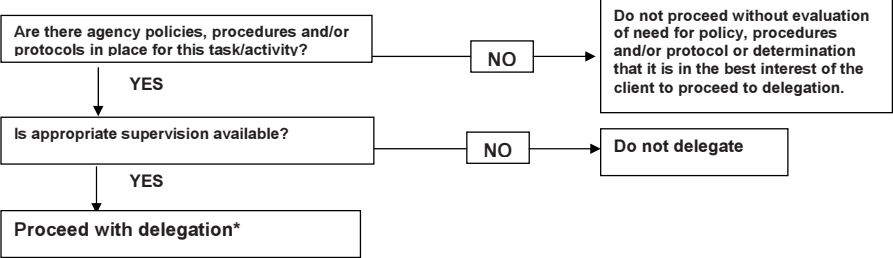 Are there agency policies, procedures and/or
protocols in place for this task/activity?
NO
Do not proceed without evaluation
of need for policy, procedures
and/or protocol or determination
that it is in the best interest of the
client to proceed to delegation.
YES
Is appropriate supervision available?
NO
Do not delegate
YES
Proceed with delegation*